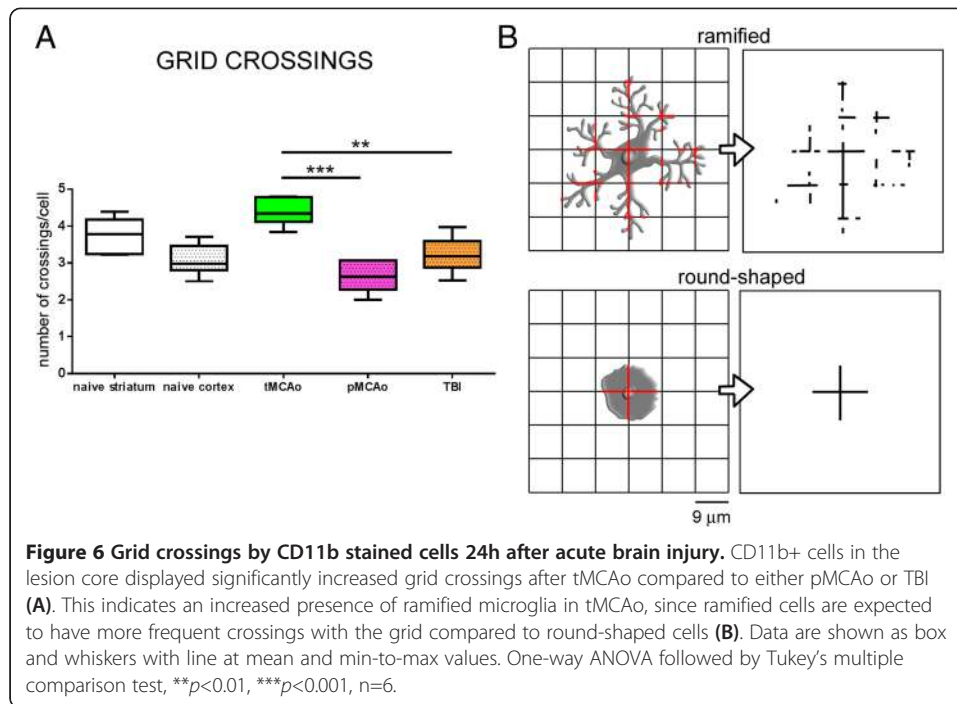 A
GRID CROSSINGS
number of crossings/cell
5
4
3
2
1
0
**
***
naive striatum naive cortex tMCAo pMCAo TBI
B
ramified
round-shaped
9 μm
Figure 6 Grid crossings by CD11b stained cells 24h after acute brain injury. CD11b+ cells in the
lesion core displayed significantly increased grid crossings after tMCAo compared to either pMCAo or TBI
(A). This indicates an increased presence of ramified microglia in tMCAo, since ramified cells are expected
to have more frequent crossings with the grid compared to round-shaped cells (B). Data are shown as box
and whiskers with line at mean and min-to-max values. One-way ANOVA followed by Tukey's multiple
comparison test, **p<0.01, ***p<0.001, n=6.